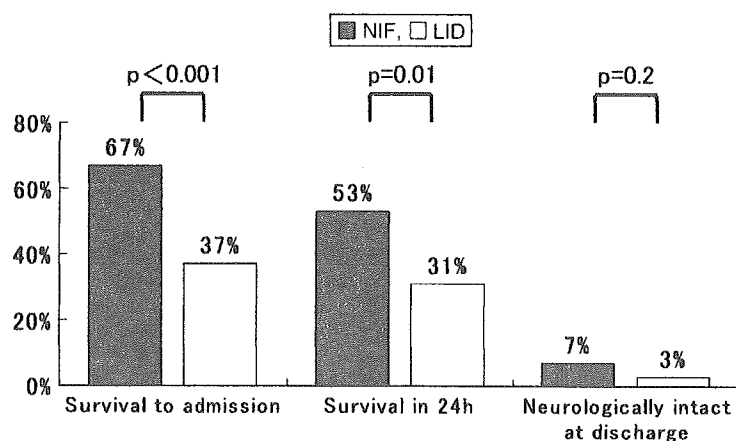 NIF, LID
p<0.001 p=0.01 p=0.2
80%
67%
60%
53%
40%
37%
31%
20%
7%
3%
0%
Survival to admission Survival in 24h Neurologically intact
at discharge